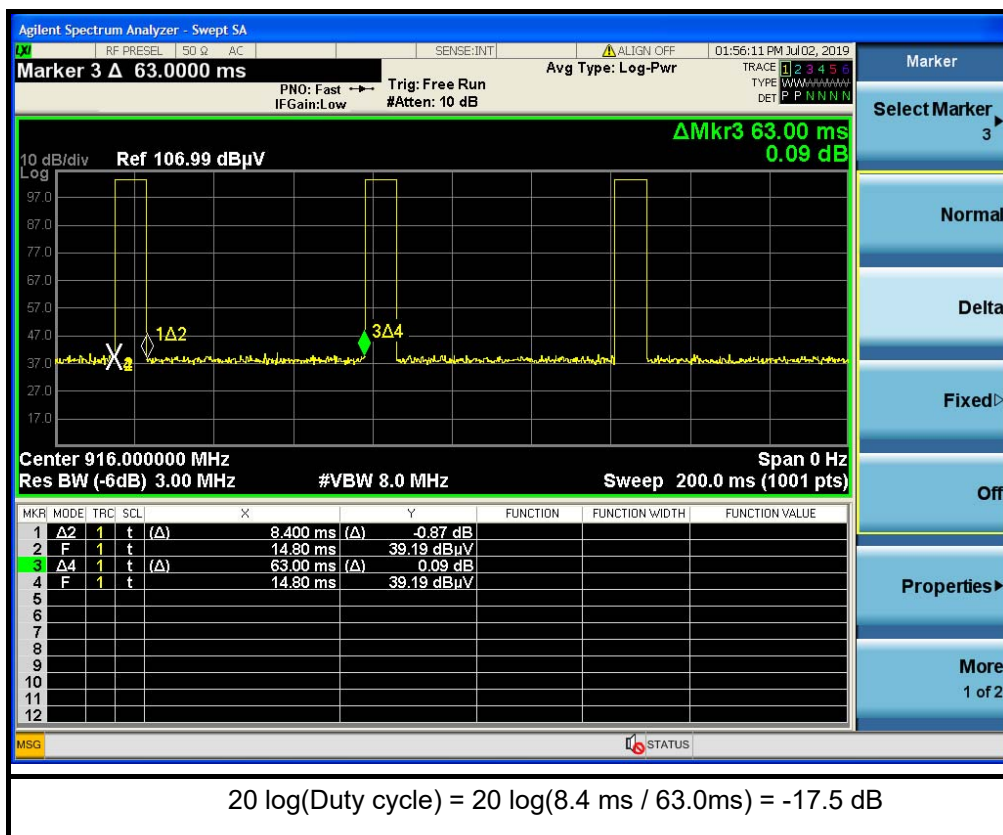 Agilent Spectrum Analyzer - Swept SA
LXI RF PRESEL 50 Ω AC SENSE:INT ALIGN OFF 01:56:11 PM Jul 02, 2019
Marker 3 Δ 63.0000 ms
PNO: Fast
IFGain:Low
Trig: Free Run
#Atten: 10 dB
Avg Type: Log-Pwr
TRACE 1 2 3 4 5 6
TYPE WWWWWW
DET P P N N N N
ΔMkr3 63.00 ms
0.09 dB
10 dB/div Ref 106.99 dBµV
Log
97.0
87.0
77.0
67.0
57.0
47.0
37.0
27.0
17.0
1Δ2
3Δ4
Center 916.000000 MHz Span 0 Hz
Res BW (-6dB) 3.00 MHz #VBW 8.0 MHz Sweep 200.0 ms (1001 pts)
MKR MODE TRC SCL X Y FUNCTION FUNCTION WIDTH FUNCTION VALUE
1 Δ2 1 t (Δ) 8.400 ms (Δ) -0.87 dB
2 F 1 t 14.80 ms 39.19 dBµV
3 Δ4 1 t (Δ) 63.00 ms (Δ) 0.09 dB
4 F 1 t 14.80 ms 39.19 dBµV
5
6
7
8
9
10
11
12
MSG STATUS
Marker
Select Marker
3
Normal
Delta
Fixed
Off
Properties
More
1 of 2
20 log(Duty cycle) = 20 log(8.4 ms / 63.0ms) = -17.5 dB